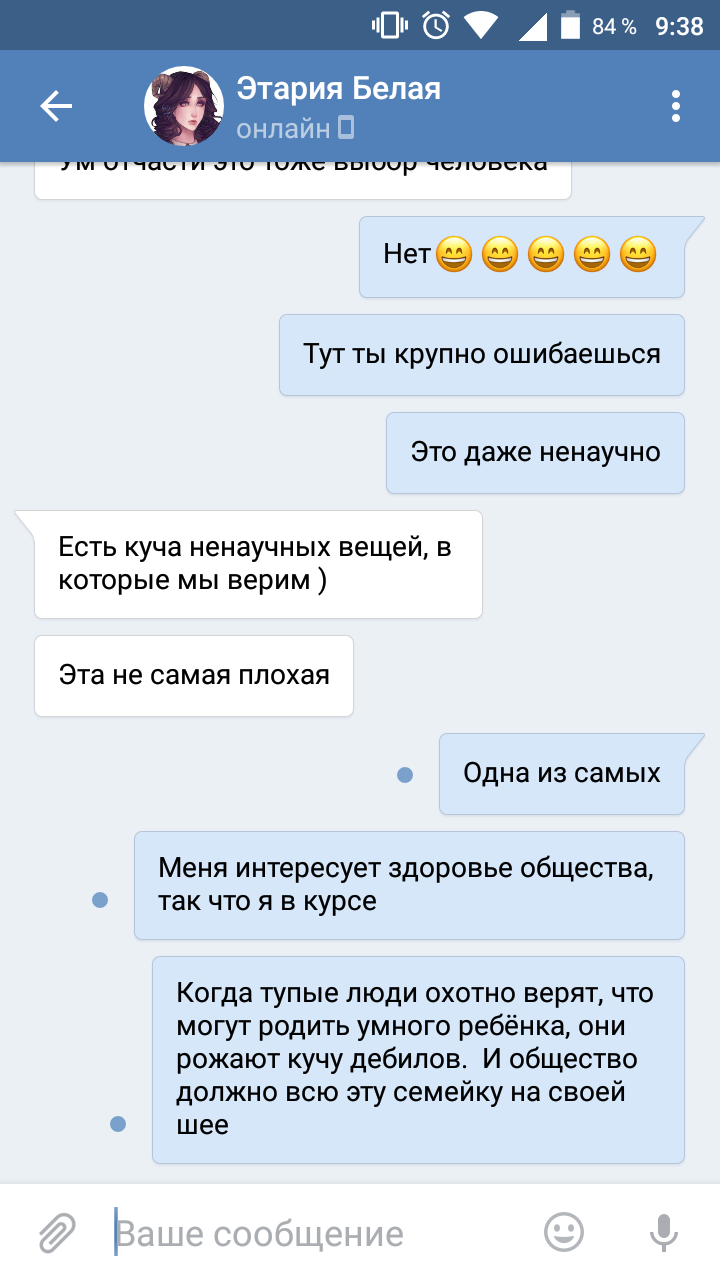 84 % 9:38
Этария Белая
онлайн
Ум отчасти это тоже выбор человека
Нет😄😄😄😄😄
Тут ты крупно ошибаешься
Это даже ненаучно
Есть куча ненаучных вещей, в
которые мы верим )
Эта не самая плохая
Одна из самых
Меня интересует здоровье общества,
так что я в курсе
Когда тупые люди охотно верят, что
могут родить умного ребёнка, они
рожают кучу дебилов.  И общество
должно всю эту семейку на своей
шее
Ваше сообщение